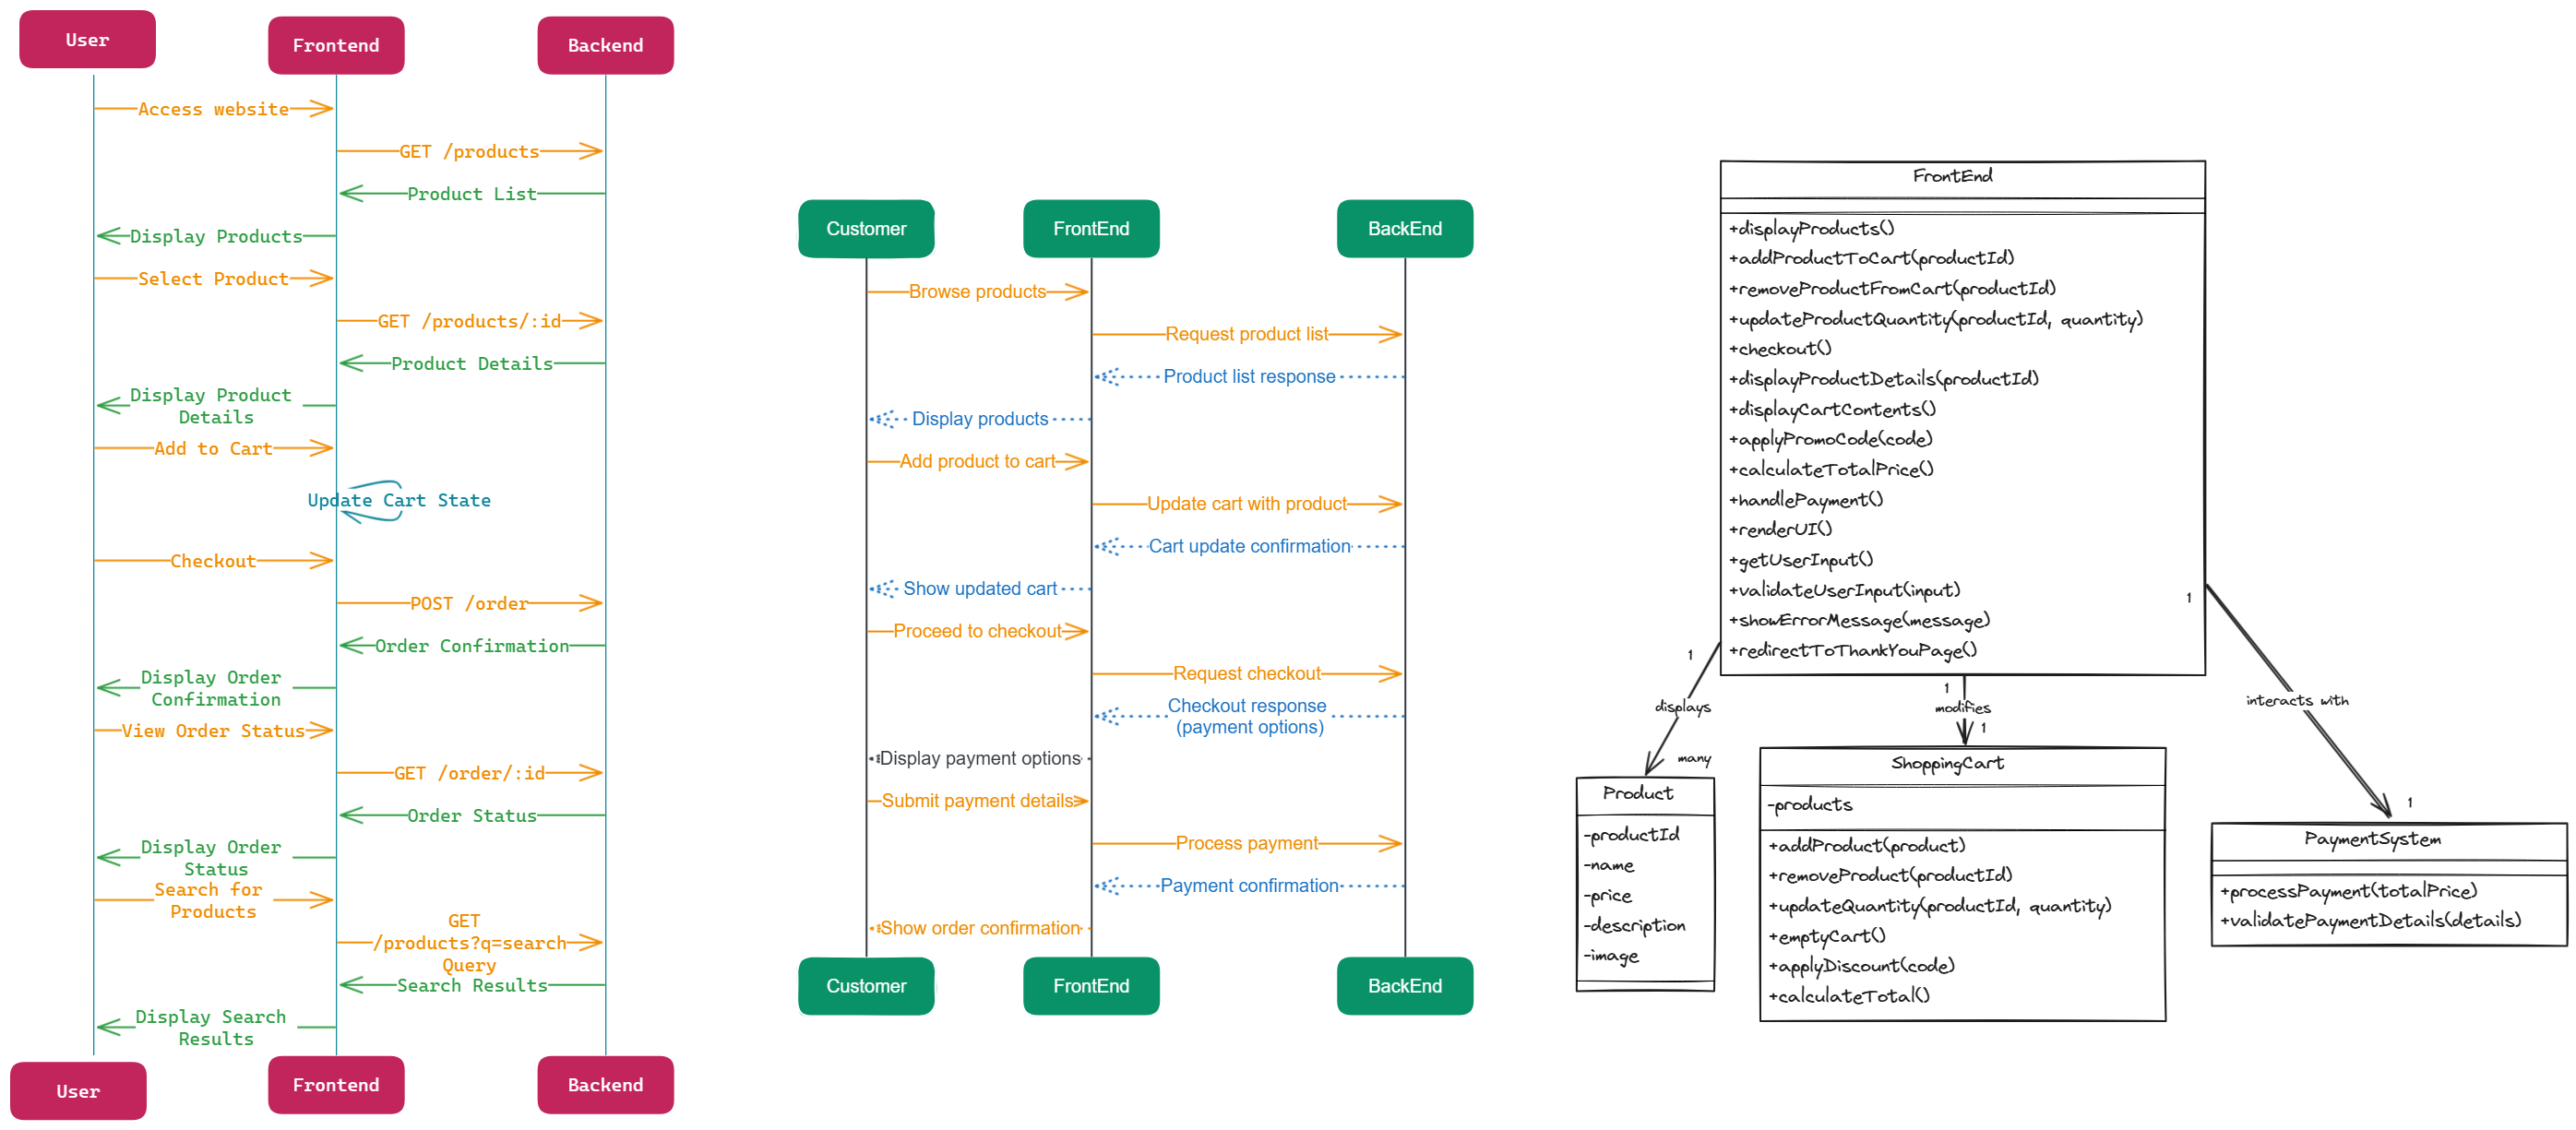 User
Frontend
Backend
Access website
GET /products
Product List
Display Products
Select Product
GET /products/:id
Product Details
Display Product
Details
Add to Cart
Update Cart State
Checkout
POST /order
Order Confirmation
Display Order
Confirmation
View Order Status
GET /order/:id
Order Status
Display Order
Status
Search for
Products
GET
/products?q=search
Query
Search Results
Display Search
Results
User
Frontend
Backend
Customer
FrontEnd
BackEnd
Browse products
Request product list
Product list response
Display products
Add product to cart
Update cart with product
Cart update confirmation
Show updated cart
Proceed to checkout
Request checkout
Checkout response
(payment options)
Display payment options
Submit payment details
Process payment
Payment confirmation
Show order confirmation
Customer
FrontEnd
BackEnd
FrontEnd
+displayProducts()
+addProductToCart(productId)
+removeProductFromCart(productId)
+updateProductQuantity(productId, quantity)
+checkout()
+displayProductDetails(productId)
+displayCartContents()
+applyPromoCode(code)
+calculateTotalPrice()
+handlePayment()
+renderUI()
+getUserInput()
+validateUserInput(input)
+showErrorMessage(message)
+redirectToThankYouPage()
1
displays
many
1
modifies
1
1
interacts with
1
Product
-productId
-name
-price
-description
-image
ShoppingCart
-products
+addProduct(product)
+removeProduct(productId)
+updateQuantity(productId, quantity)
+emptyCart()
+applyDiscount(code)
+calculateTotal()
PaymentSystem
+processPayment(totalPrice)
+validatePaymentDetails(details)